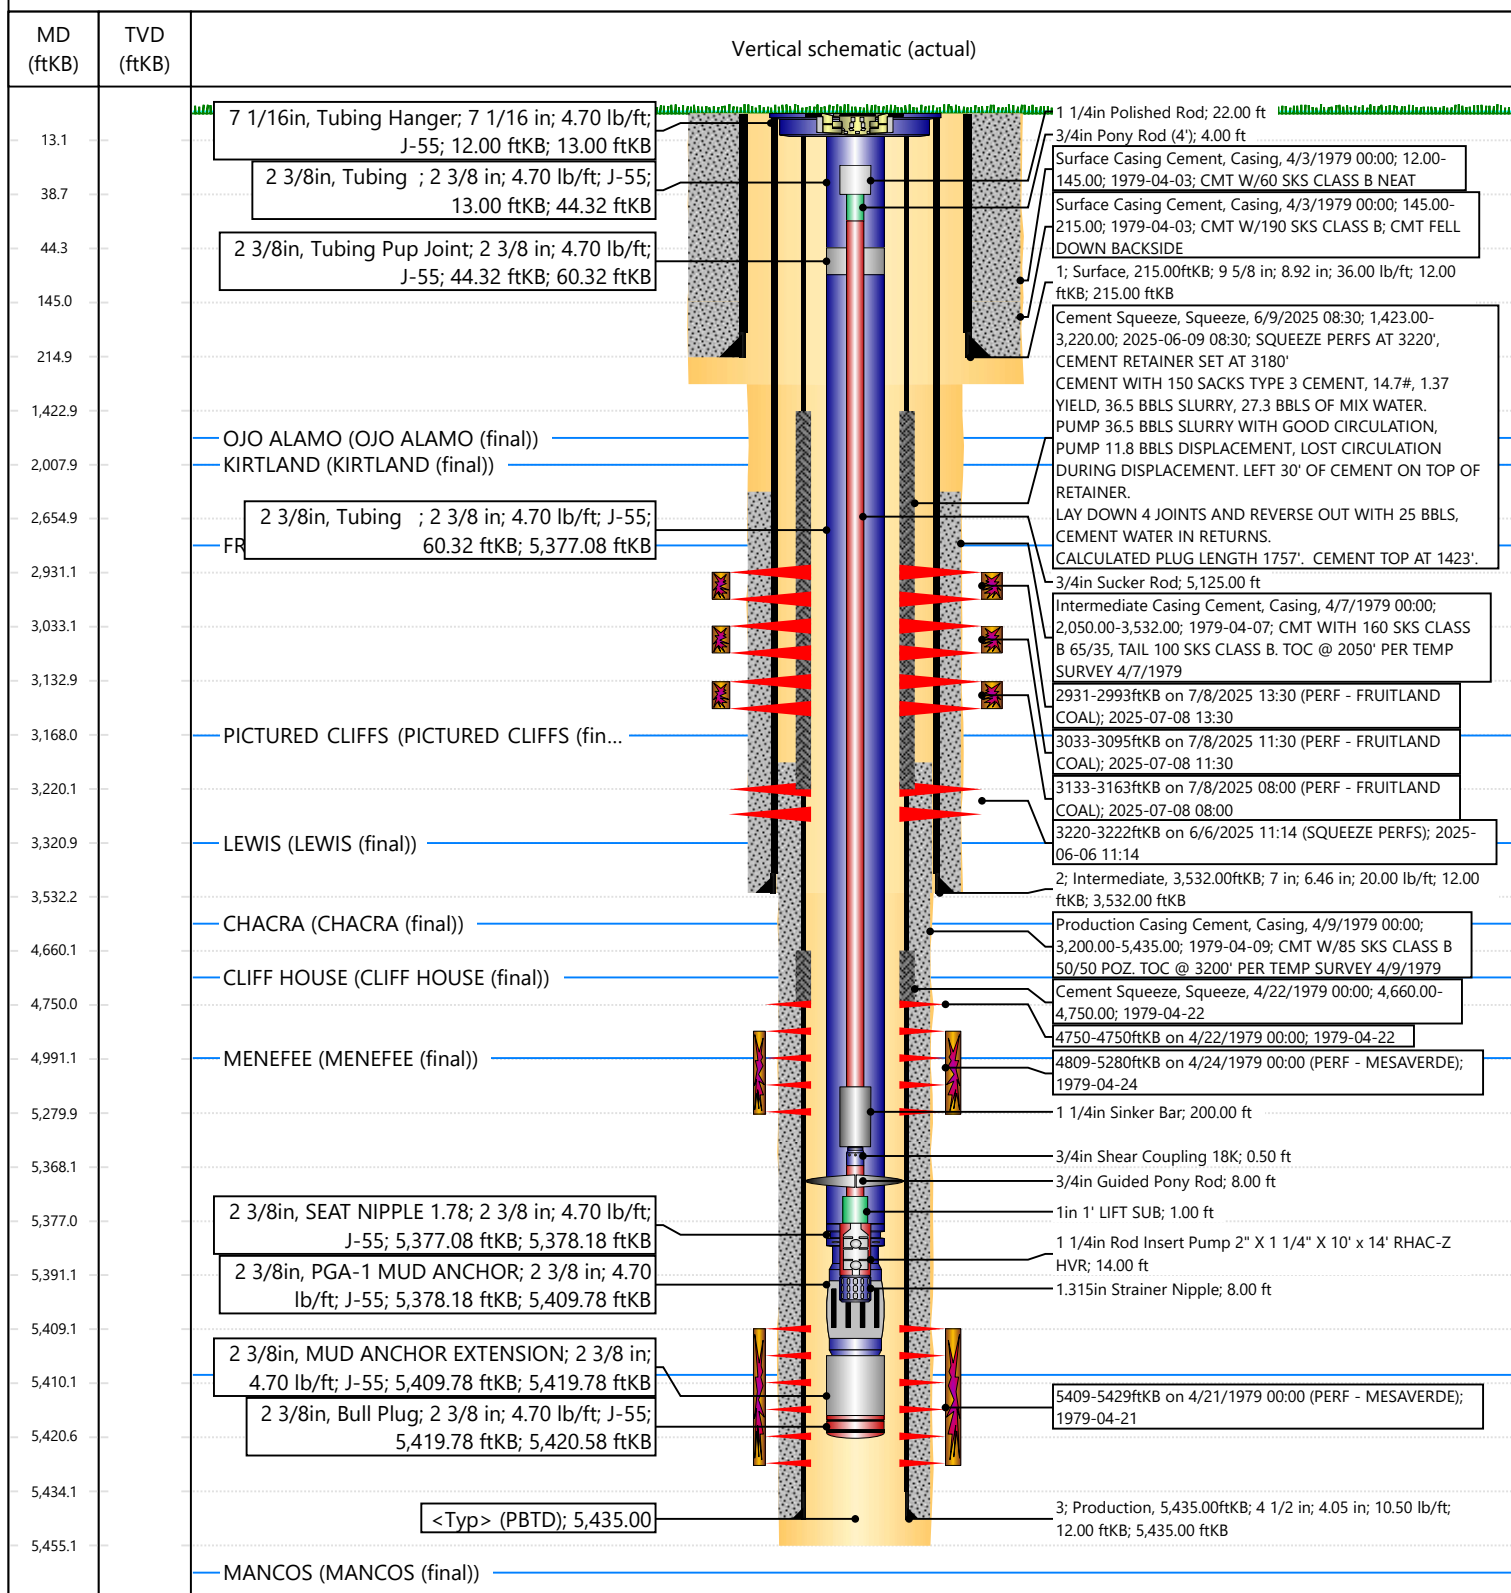 MD
(ftKB)
TVD
(ftKB)
Vertical schematic (actual)
13.1
38.7
44.3
145.0
214.9
1,422.9
2,007.9
2,654.9
2,931.1
3,033.1
3,132.9
3,168.0
3,220.1
3,320.9
3,532.2
4,660.1
4,750.0
4,991.1
5,279.9
5,368.1
5,377.0
5,391.1
5,409.1
5,410.1
5,420.6
5,434.1
5,455.1
7 1/16in, Tubing Hanger; 7 1/16 in; 4.70 lb/ft;
J-55; 12.00 ftKB; 13.00 ftKB
2 3/8in, Tubing ; 2 3/8 in; 4.70 lb/ft; J-55;
13.00 ftKB; 44.32 ftKB
2 3/8in, Tubing Pup Joint; 2 3/8 in; 4.70 lb/ft;
J-55; 44.32 ftKB; 60.32 ftKB
OJO ALAMO (OJO ALAMO (final))
KIRTLAND (KIRTLAND (final))
2 3/8in, Tubing ; 2 3/8 in; 4.70 lb/ft; J-55;
60.32 ftKB; 5,377.08 ftKB
FR
PICTURED CLIFFS (PICTURED CLIFFS (fin...
LEWIS (LEWIS (final))
CHACRA (CHACRA (final))
CLIFF HOUSE (CLIFF HOUSE (final))
MENEFEE (MENEFEE (final))
2 3/8in, SEAT NIPPLE 1.78; 2 3/8 in; 4.70 lb/ft;
J-55; 5,377.08 ftKB; 5,378.18 ftKB
2 3/8in, PGA-1 MUD ANCHOR; 2 3/8 in; 4.70
lb/ft; J-55; 5,378.18 ftKB; 5,409.78 ftKB
2 3/8in, MUD ANCHOR EXTENSION; 2 3/8 in;
4.70 lb/ft; J-55; 5,409.78 ftKB; 5,419.78 ftKB
2 3/8in, Bull Plug; 2 3/8 in; 4.70 lb/ft; J-55;
5,419.78 ftKB; 5,420.58 ftKB
<Typ> (PBTD); 5,435.00
MANCOS (MANCOS (final))
1 1/4in Polished Rod; 22.00 ft
3/4in Pony Rod (4'); 4.00 ft
Surface Casing Cement, Casing, 4/3/1979 00:00; 12.00-
145.00; 1979-04-03; CMT W/60 SKS CLASS B NEAT
Surface Casing Cement, Casing, 4/3/1979 00:00; 145.00-
215.00; 1979-04-03; CMT W/190 SKS CLASS B; CMT FELL
DOWN BACKSIDE
1; Surface, 215.00ftKB; 9 5/8 in; 8.92 in; 36.00 lb/ft; 12.00
ftKB; 215.00 ftKB
Cement Squeeze, Squeeze, 6/9/2025 08:30; 1,423.00-
3,220.00; 2025-06-09 08:30; SQUEEZE PERFS AT 3220',
CEMENT RETAINER SET AT 3180'
CEMENT WITH 150 SACKS TYPE 3 CEMENT, 14.7#, 1.37
YIELD, 36.5 BBLS SLURRY, 27.3 BBLS OF MIX WATER.
PUMP 36.5 BBLS SLURRY WITH GOOD CIRCULATION,
PUMP 11.8 BBLS DISPLACEMENT, LOST CIRCULATION
DURING DISPLACEMENT. LEFT 30' OF CEMENT ON TOP OF
RETAINER.
LAY DOWN 4 JOINTS AND REVERSE OUT WITH 25 BBLS,
CEMENT WATER IN RETURNS.
CALCULATED PLUG LENGTH 1757'. CEMENT TOP AT 1423'.
3/4in Sucker Rod; 5,125.00 ft
Intermediate Casing Cement, Casing, 4/7/1979 00:00;
2,050.00-3,532.00; 1979-04-07; CMT WITH 160 SKS CLASS
B 65/35, TAIL 100 SKS CLASS B. TOC @ 2050' PER TEMP
SURVEY 4/7/1979
2931-2993ftKB on 7/8/2025 13:30 (PERF - FRUITLAND
COAL); 2025-07-08 13:30
3033-3095ftKB on 7/8/2025 11:30 (PERF - FRUITLAND
COAL); 2025-07-08 11:30
3133-3163ftKB on 7/8/2025 08:00 (PERF - FRUITLAND
COAL); 2025-07-08 08:00
3220-3222ftKB on 6/6/2025 11:14 (SQUEEZE PERFS); 2025-
06-06 11:14
2; Intermediate, 3,532.00ftKB; 7 in; 6.46 in; 20.00 lb/ft; 12.00
ftKB; 3,532.00 ftKB
Production Casing Cement, Casing, 4/9/1979 00:00;
3,200.00-5,435.00; 1979-04-09; CMT W/85 SKS CLASS B
50/50 POZ. TOC @ 3200' PER TEMP SURVEY 4/9/1979
Cement Squeeze, Squeeze, 4/22/1979 00:00; 4,660.00-
4,750.00; 1979-04-22
4750-4750ftKB on 4/22/1979 00:00; 1979-04-22
4809-5280ftKB on 4/24/1979 00:00 (PERF - MESAVERDE);
1979-04-24
1 1/4in Sinker Bar; 200.00 ft
3/4in Shear Coupling 18K; 0.50 ft
3/4in Guided Pony Rod; 8.00 ft
1in 1' LIFT SUB; 1.00 ft
1 1/4in Rod Insert Pump 2" X 1 1/4" X 10' x 14' RHAC-Z
HVR; 14.00 ft
1.315in Strainer Nipple; 8.00 ft
5409-5429ftKB on 4/21/1979 00:00 (PERF - MESAVERDE);
1979-04-21
3; Production, 5,435.00ftKB; 4 1/2 in; 4.05 in; 10.50 lb/ft;
12.00 ftKB; 5,435.00 ftKB